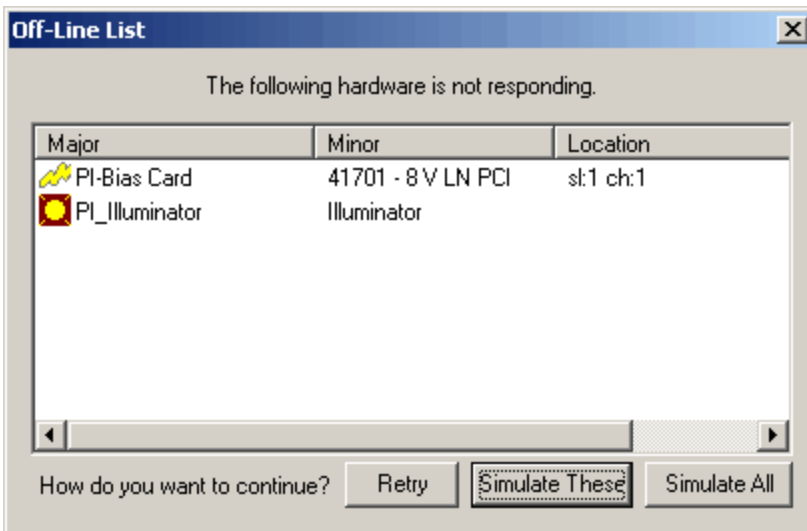 Off-Line List
The following hardware is not responding.
Major Minor Location
PI-Bias Card 41701 - 8 V LN PCI sl:1 ch:1
PI_Illuminator Illuminator
How do you want to continue? Retry Simulate These Simulate All